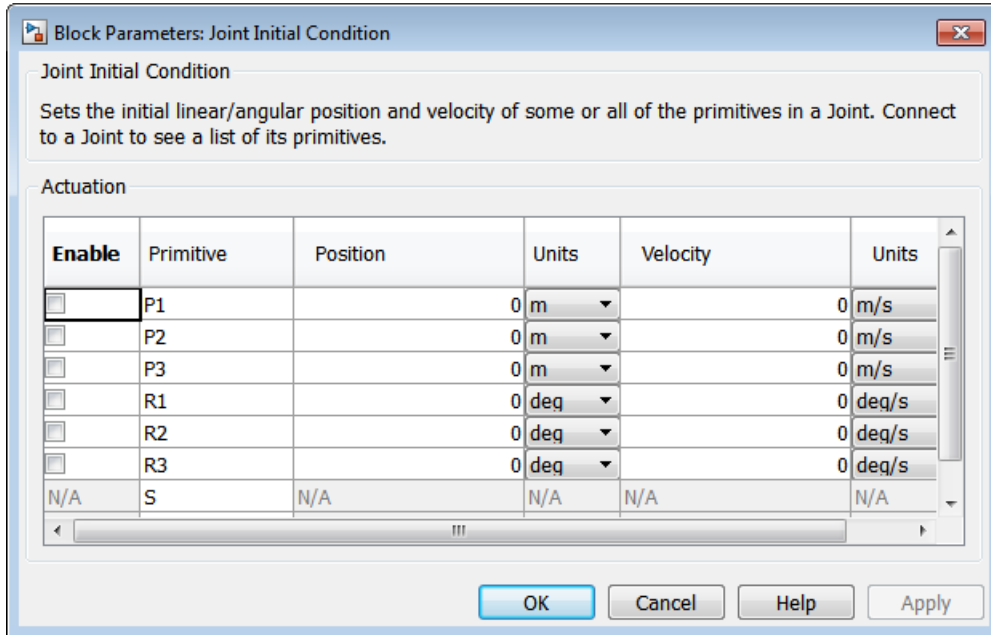 Block Parameters: Joint Initial Condition
Joint Initial Condition
Sets the initial linear/angular position and velocity of some or all of the primitives in a Joint. Connect
to a Joint to see a list of its primitives.
Actuation
Enable Primitive Position Units Velocity Units
P1 0 m 0 m/s
P2 0 m 0 m/s
P3 0 m 0 m/s
R1 0 deg 0 deg/s
R2 0 deg 0 deg/s
R3 0 deg 0 deg/s
N/A S N/A N/A N/A N/A
OK Cancel Help Apply